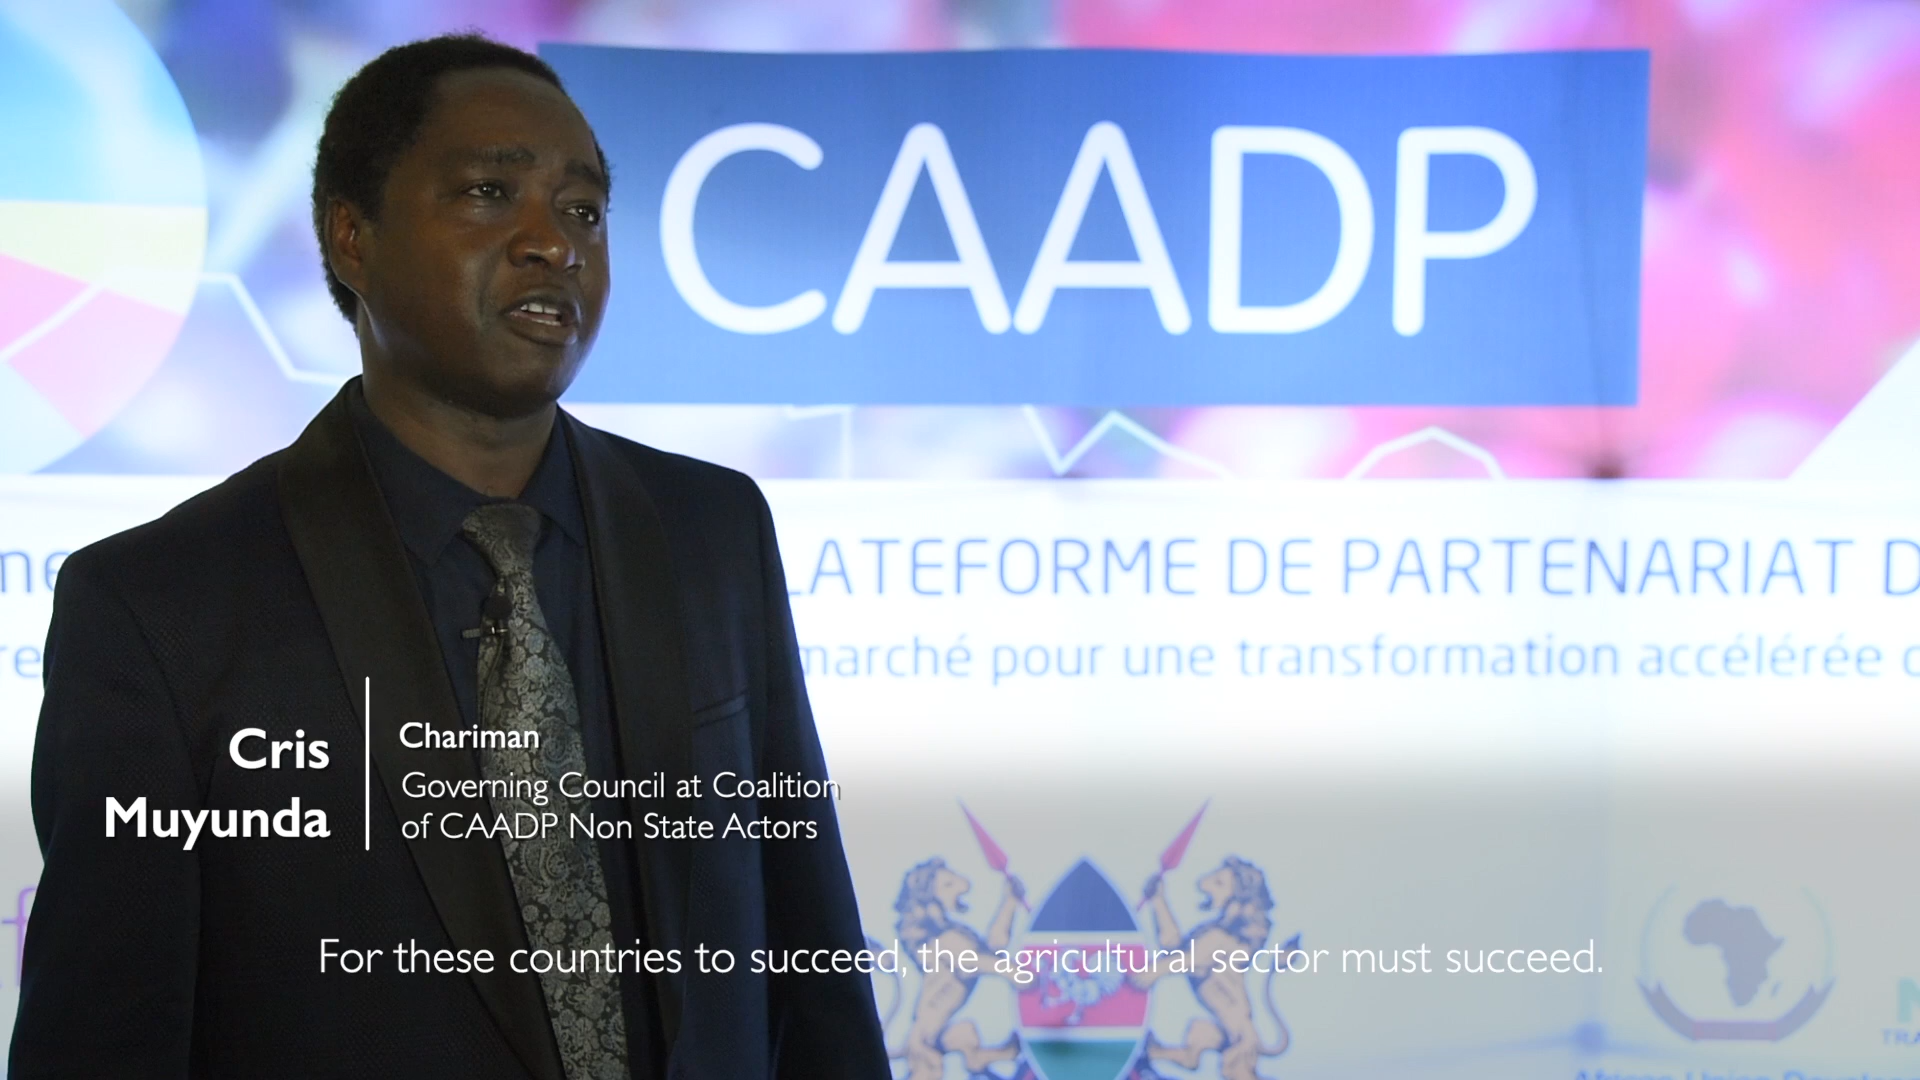 CAADP
LATEFORME DE PARTENARIAT D
marché pour une transformation accélérée
Cris
Muyunda
Chariman
Governing Council at Coalition
of CAADP Non State Actors
For these countries to succeed, the agricultural sector must succeed.